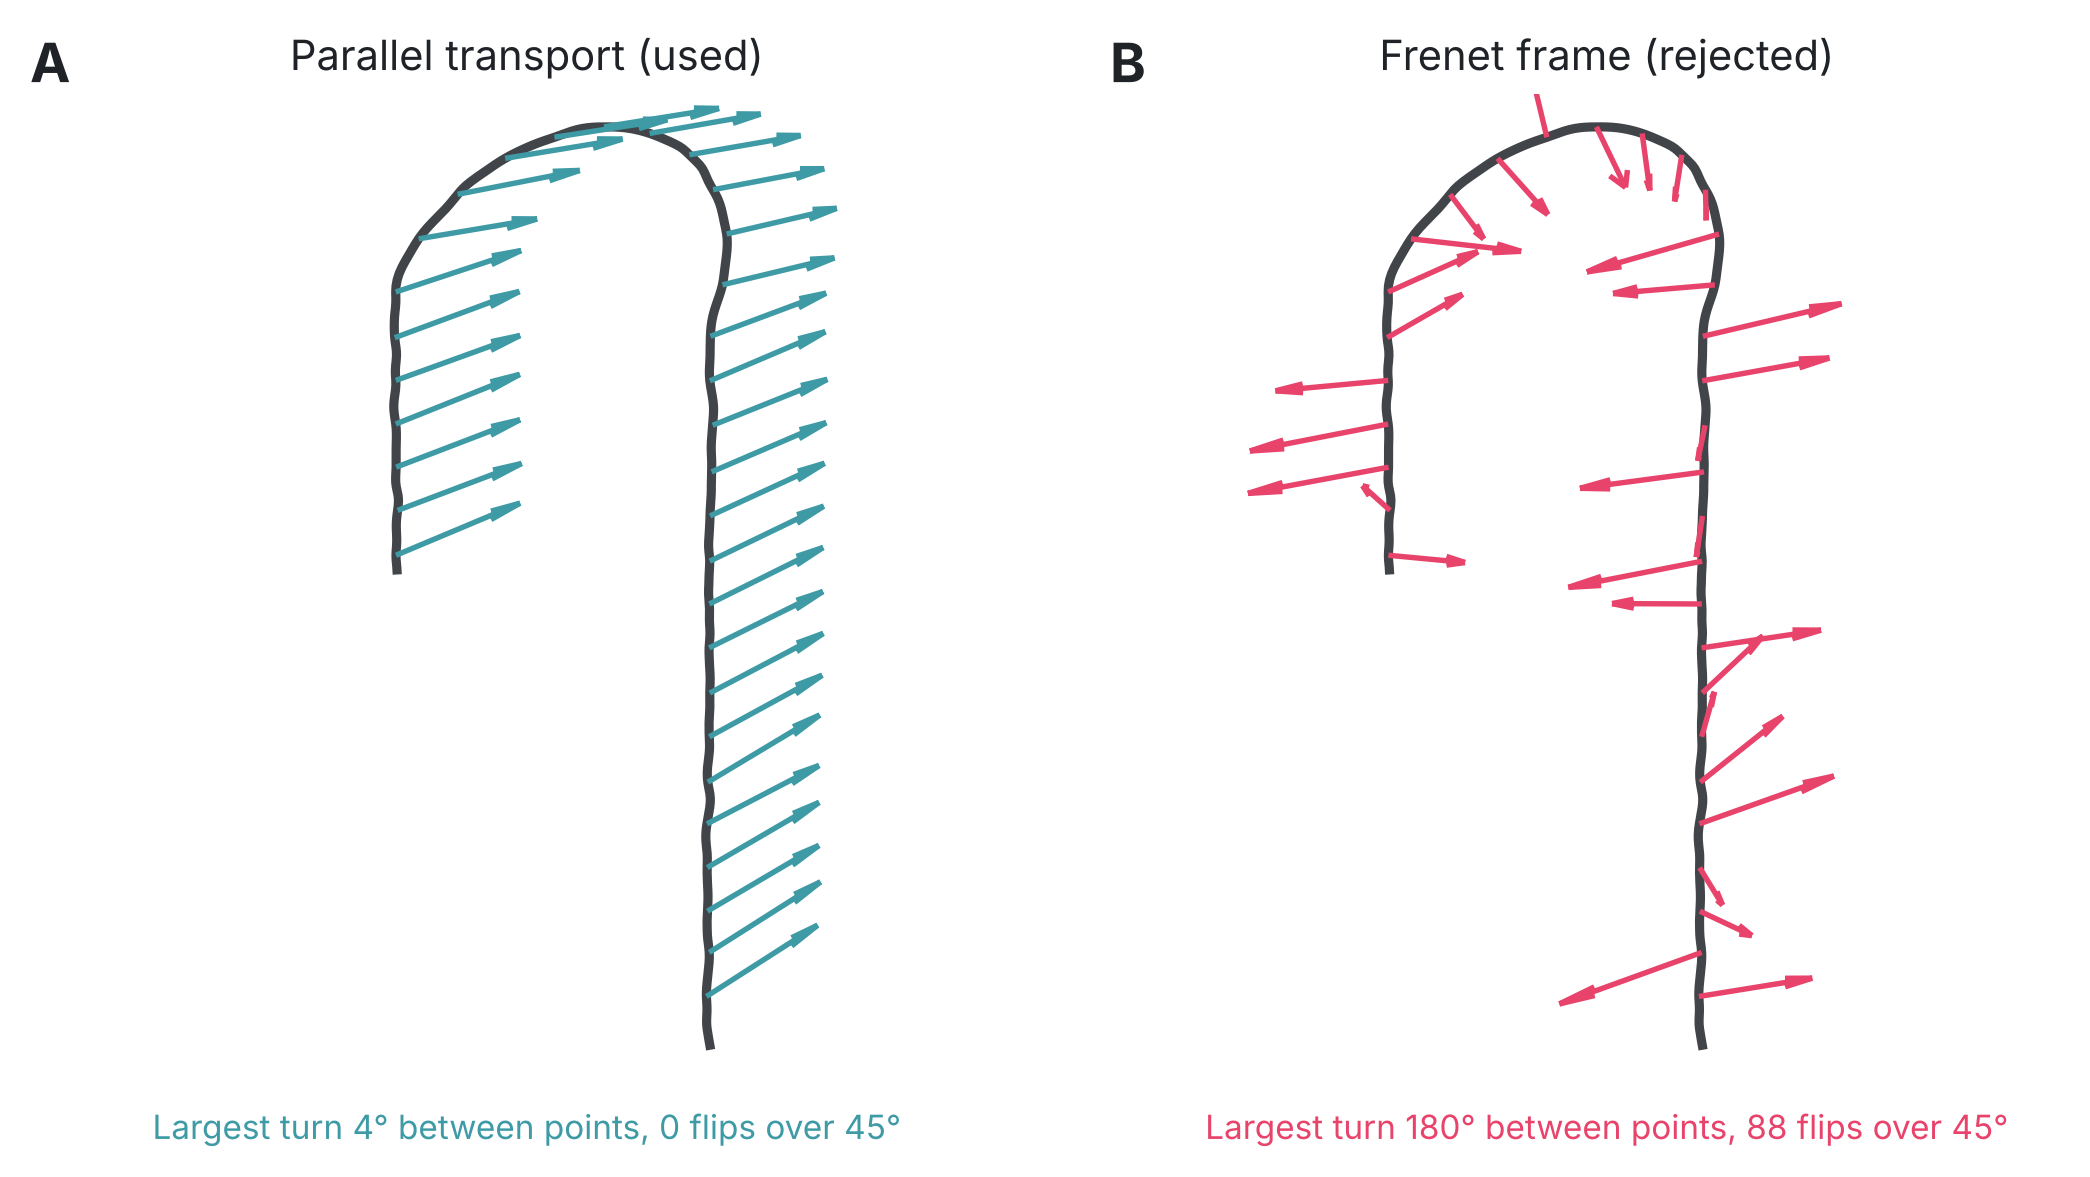 A
Parallel transport (used)
B
Frenet frame (rejected)
Largest turn 4° between points, 0 flips over 45°
Largest turn 180° between points, 88 flips over 45°